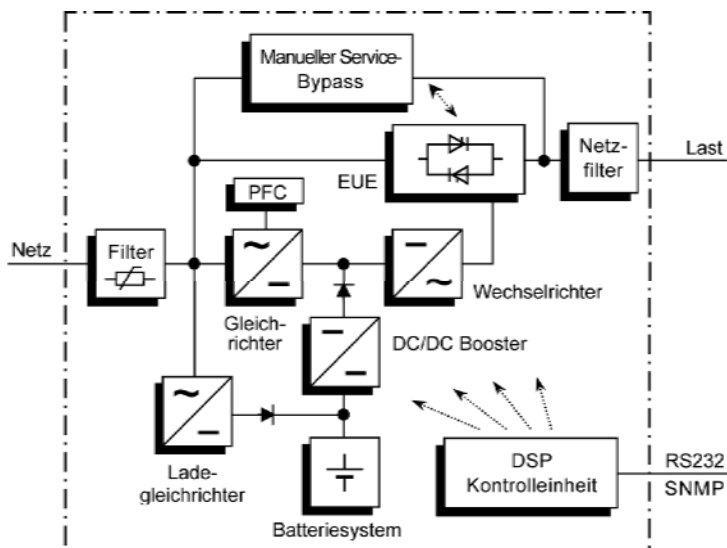 Manueller Service-
Bypass
Netz-
filter
Last
EUE
PFC
Netz
Filter
Wechselrichter
Gleich-
richter
DC/DC Booster
Lade-
gleichrichter
DSP
Kontrolleinheit
RS232
SNMP
Batteriesystem